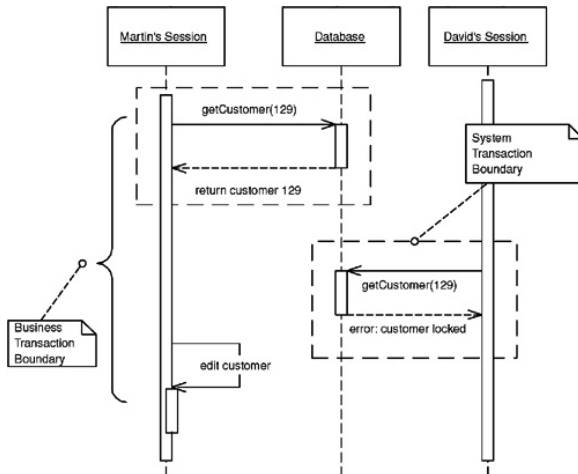 Martin's Session
Database
David's Session
getCustomer(129)
System
Transaction
Boundary
return customer 129
getCustomer(129)
error: customer locked
Business
Transaction
Boundary
edit customer